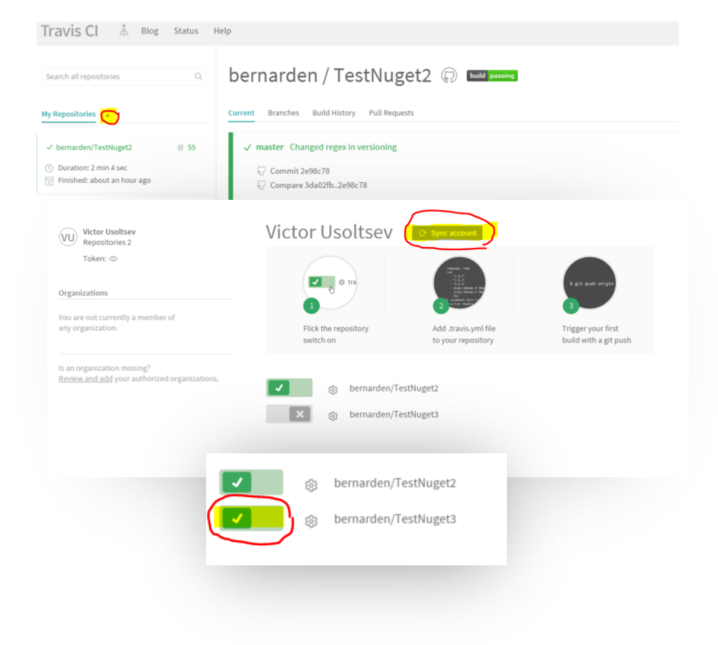 Travis CI Blog Status Help
Search all repositories
bernarden / TestNuget2 build passing
My Repositories +
Current Branches Build History Pull Requests
bernarden/TestNuget2 # 55
Duration: 2 min 4 sec
Finished: about an hour ago
master Changed regex in versioning
Commit 2e98c78
Compare 3da02fb..2e98c78
VU
Victor Usoltsev
Repositories 2
Token:
Organizations
You are not currently a member of
any organization.
Is an organization missing?
Review and add your authorized organizations.
Victor Usoltsev Sync account
1
Flick the repository
switch on
2
Add .travis.yml file
to your repository
$ git push origin
3
Trigger your first
build with a git push
bernarden/TestNuget2
bernarden/TestNuget3
bernarden/TestNuget2
bernarden/TestNuget3